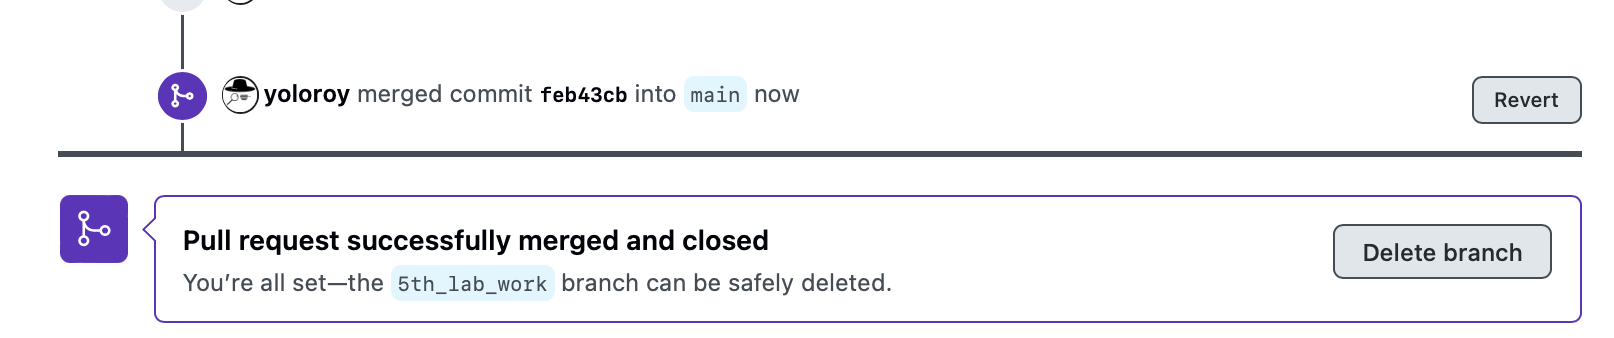 yoloroy merged commit feb43cb into main now
Revert
Pull request successfully merged and closed
You’re all set—the 5th_lab_work branch can be safely deleted.
Delete branch